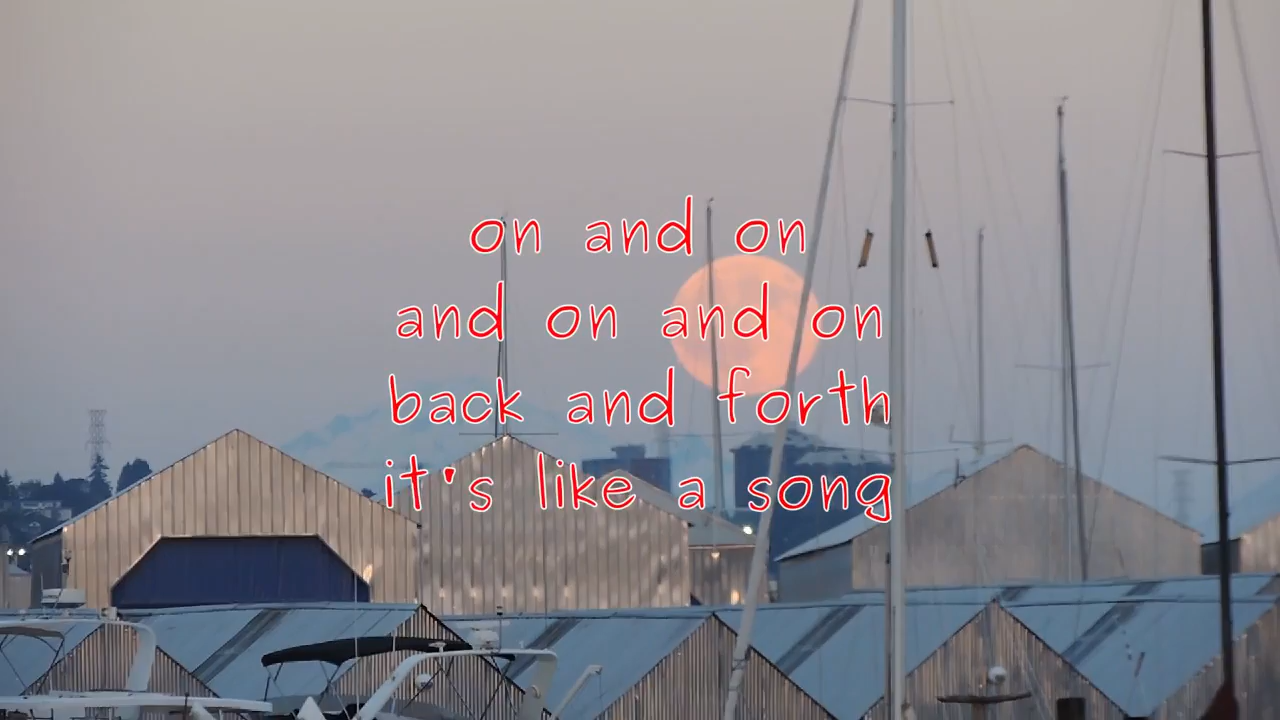 on and on
and on and on
back and forth
it's like a song